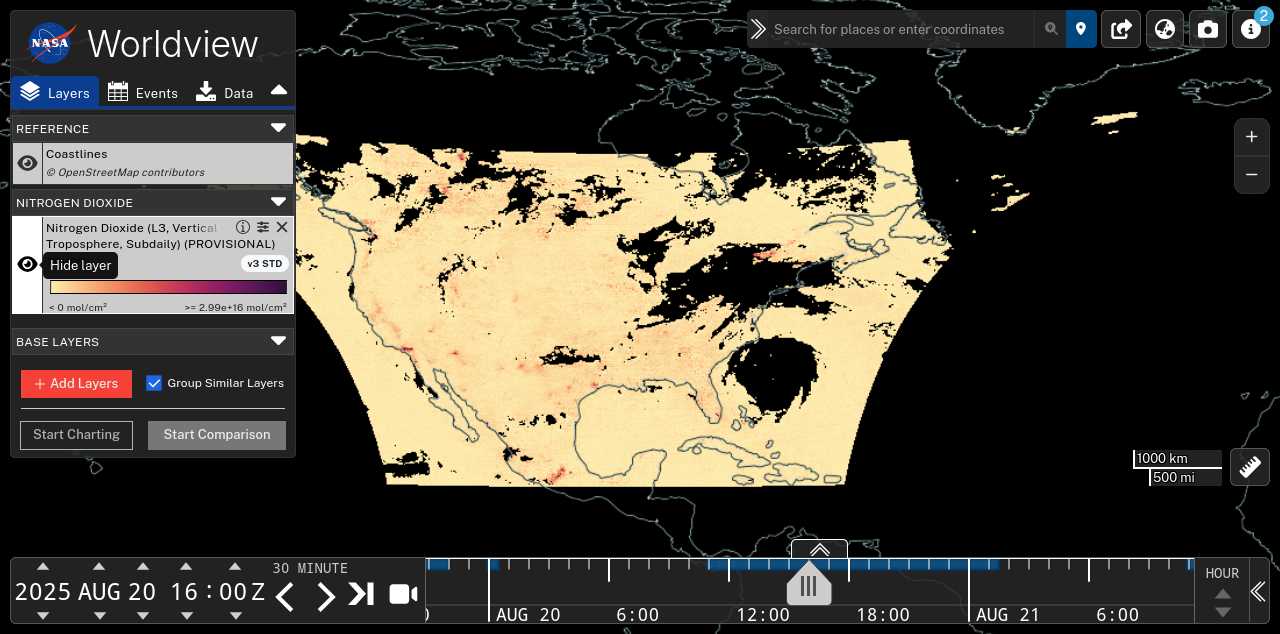 NASA Worldview
Search for places or enter coordinates
2
Layers Events Data
REFERENCE
Coastlines
© OpenStreetMap contributors
NITROGEN DIOXIDE
Nitrogen Dioxide (L3, Vertical
Troposphere, Subdaily) (PROVISIONAL)
Hide layer
v3 STD
< 0 mol/cm² >= 2.99e+16 mol/cm²
BASE LAYERS
+ Add Layers Group Similar Layers
Start Charting Start Comparison
+
−
1000 km
500 mi
30 MINUTE
2025 AUG 20 16:00Z
HOUR
AUG 20 6:00 12:00 18:00 AUG 21 6:00